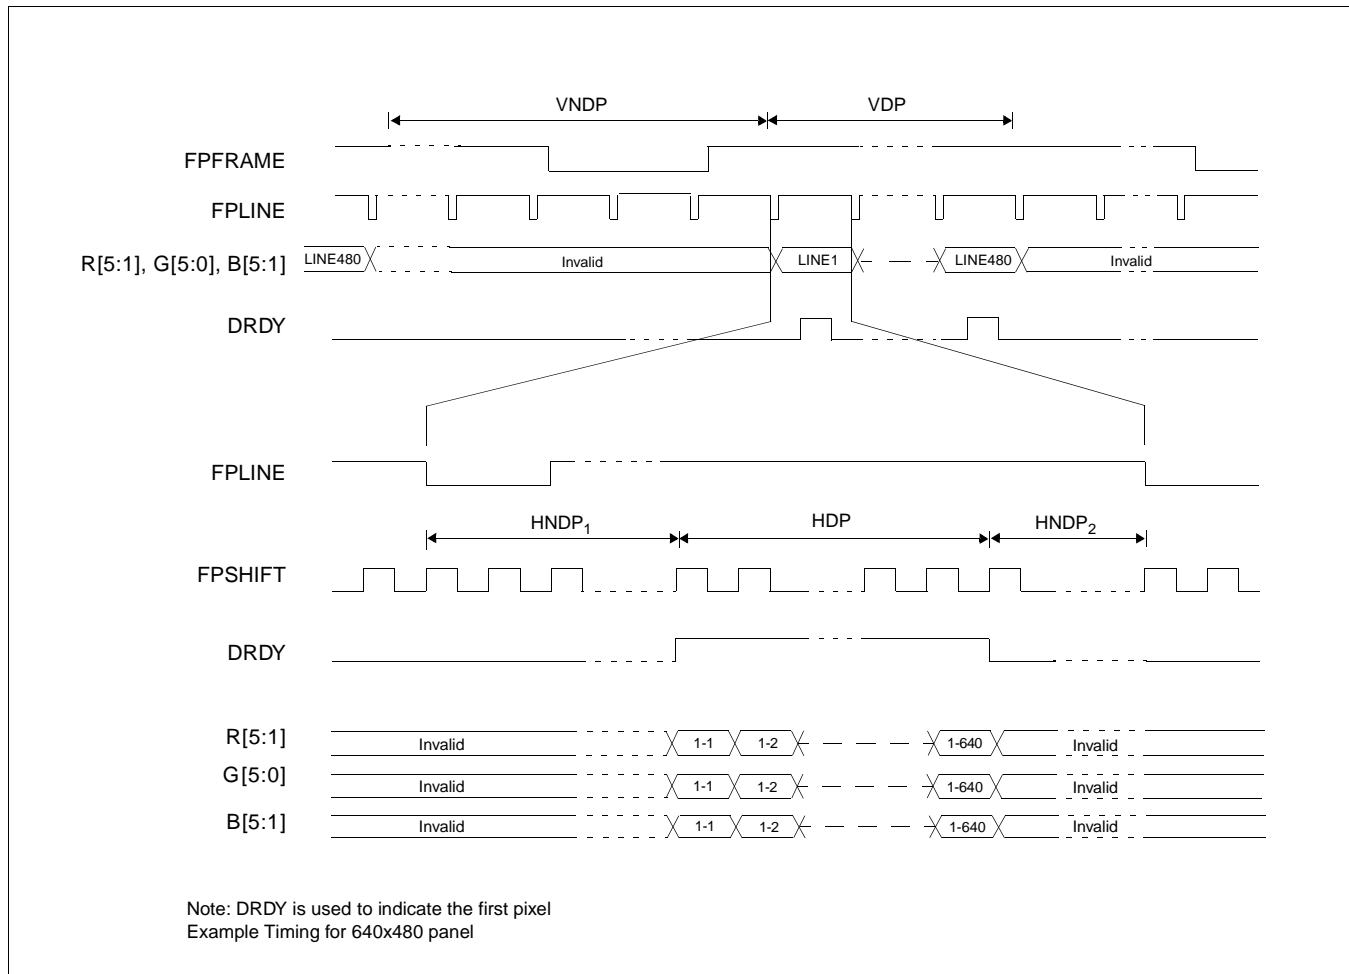 VNDP VDP
FPFRAME
FPLINE
R[5:1], G[5:0], B[5:1] LINE480 Invalid LINE1 LINE480 Invalid
DRDY
FPLINE
HNDP1 HDP HNDP2
FPSHIFT
DRDY
R[5:1] Invalid 1-1 1-2 1-640 Invalid
G[5:0] Invalid 1-1 1-2 1-640 Invalid
B[5:1] Invalid 1-1 1-2 1-640 Invalid
Note: DRDY is used to indicate the first pixel
Example Timing for 640x480 panel